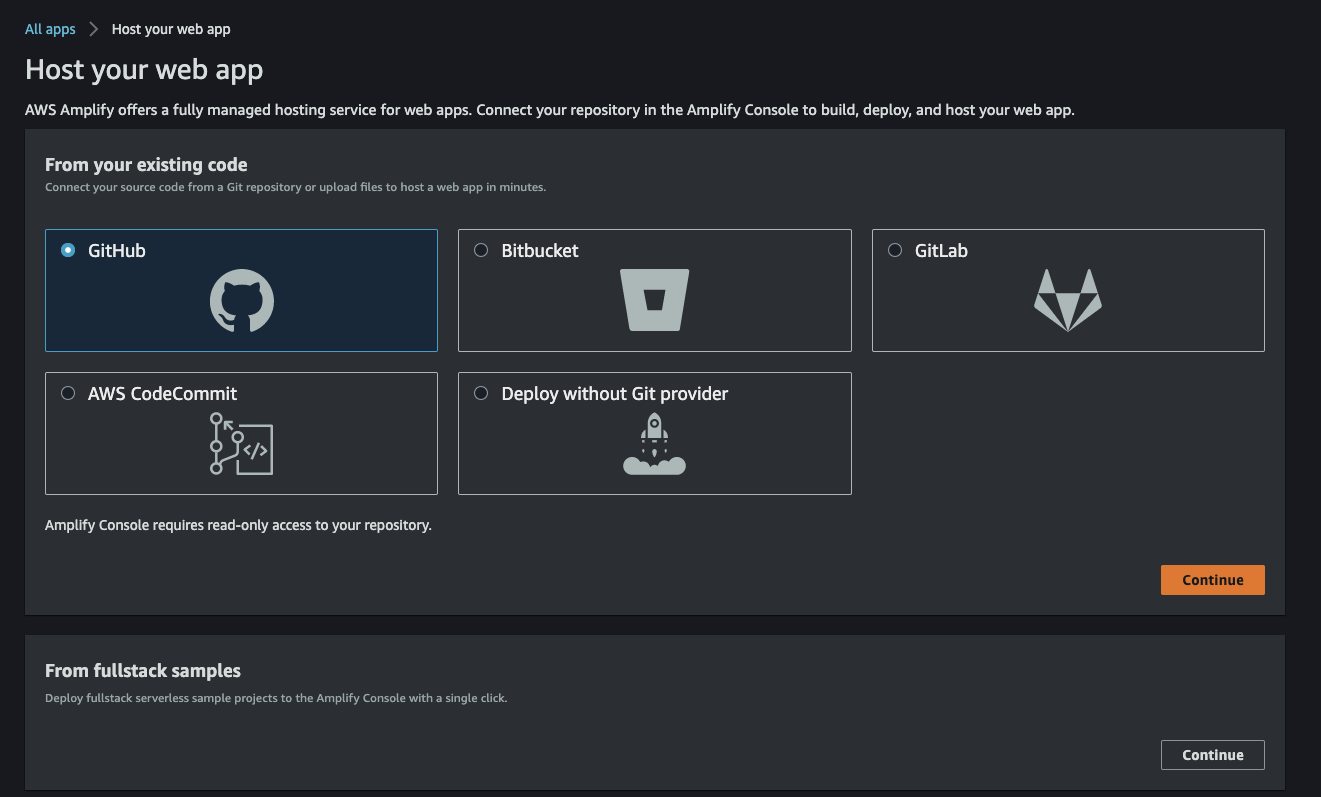 All apps
Host your web app
Host your web app
AWS Amplify offers a fully managed hosting service for web apps. Connect your repository in the Amplify Console to build, deploy, and host your web app.
From your existing code
Connect your source code from a Git repository or upload files to host a web app in minutes.
GitHub
Bitbucket
GitLab
AWS CodeCommit
</>
Deploy without Git provider
Amplify Console requires read-only access to your repository.
Continue
From fullstack samples
Deploy fullstack serverless sample projects to the Amplify Console with a single click.
Continue